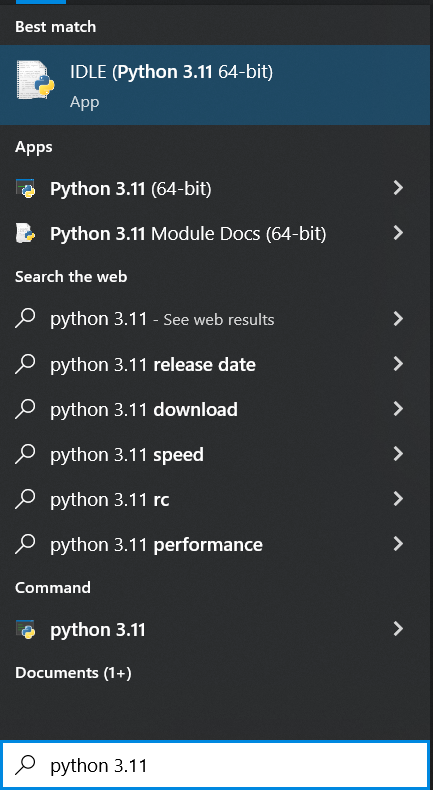 Best match
IDLE (Python 3.11 64-bit)
App
Apps
Python 3.11 (64-bit)
Python 3.11 Module Docs (64-bit)
Search the web
python 3.11 - See web results
python 3.11 release date
python 3.11 download
python 3.11 speed
python 3.11 rc
python 3.11 performance
Command
python 3.11
Documents (1+)
python 3.11